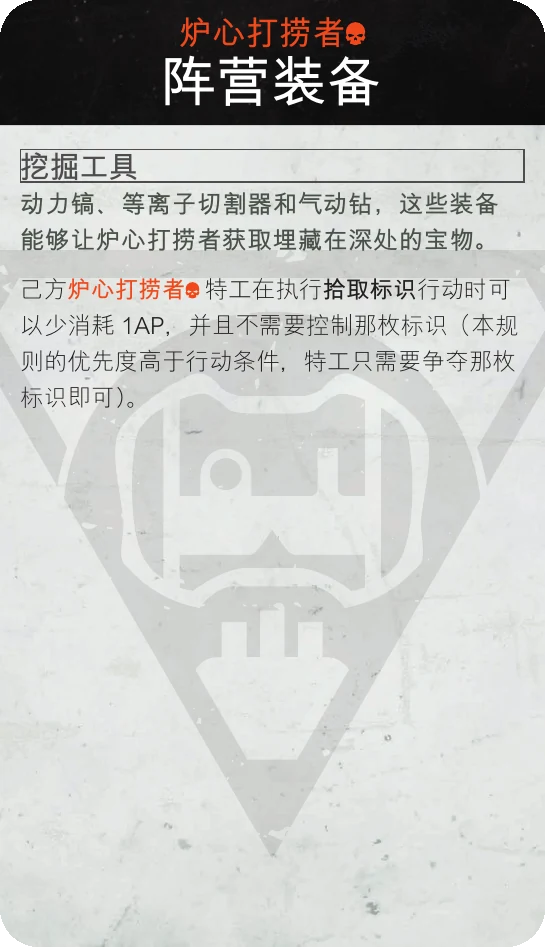 炉心打捞者
阵营装备
挖掘工具
动力镐、等离子切割器和气动钻，这些装备
能够让炉心打捞者获取埋藏在深处的宝物。
己方炉心打捞者 特工在执行拾取标识行动时可
以少消耗 1AP，并且不需要控制那枚标识（本规
则的优先度高于行动条件，特工只需要争夺那枚
标识即可）。